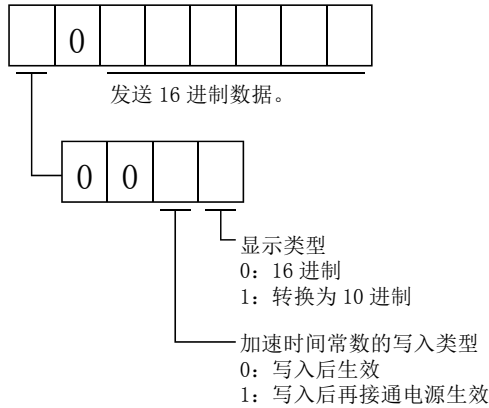 0
发送 16 进制数据。
0 0
显示类型
0：16 进制
1：转换为 10 进制
加速时间常数的写入类型
0：写入后生效
1：写入后再接通电源生效